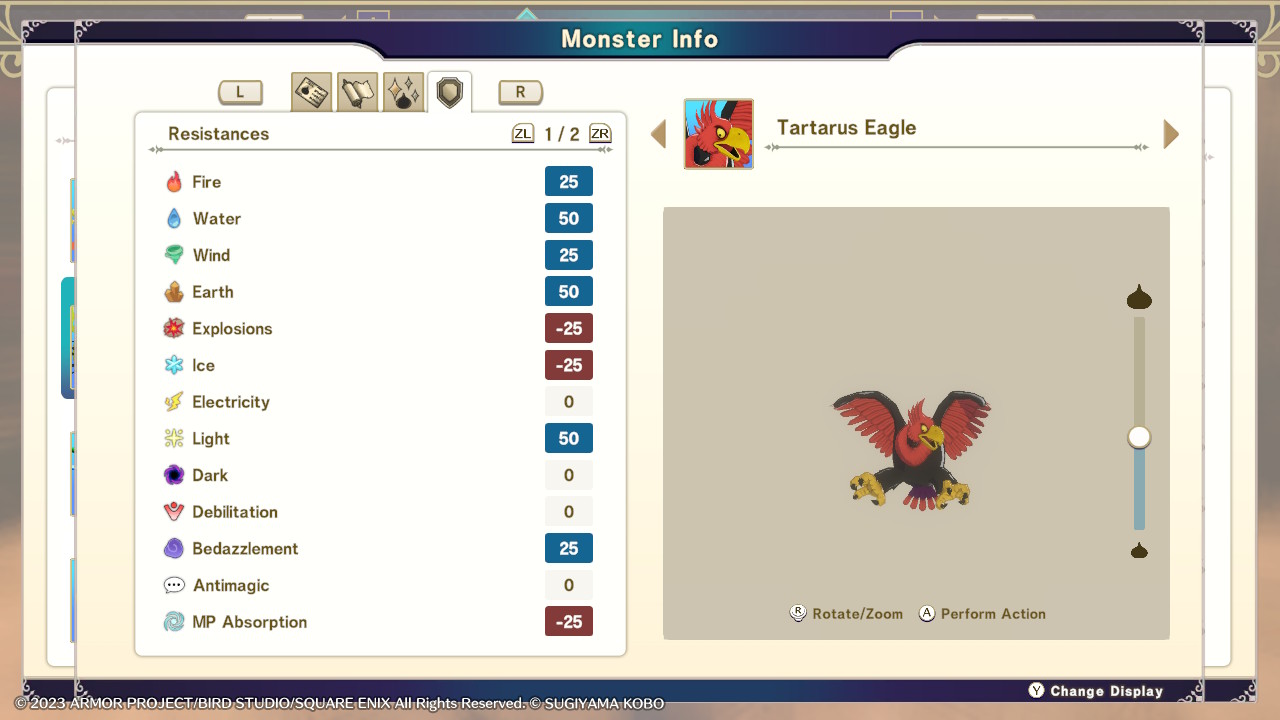 Monster Info
L
R
Resistances
ZL 1 / 2 ZR
Fire 25
Water 50
Wind 25
Earth 50
Explosions -25
Ice -25
Electricity 0
Light 50
Dark 0
Debilitation 0
Bedazzlement 25
Antimagic 0
MP Absorption -25
Tartarus Eagle
R Rotate/Zoom A Perform Action
Y Change Display
© 2023 ARMOR PROJECT/BIRD STUDIO/SQUARE ENIX All Rights Reserved. © SUGIYAMA KOBO